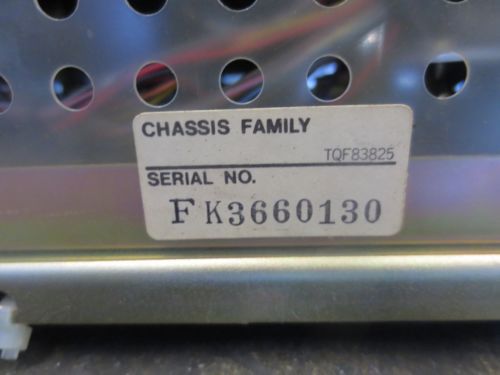 CHASSIS FAMILY
TQF83825
SERIAL NO.
FK3660130